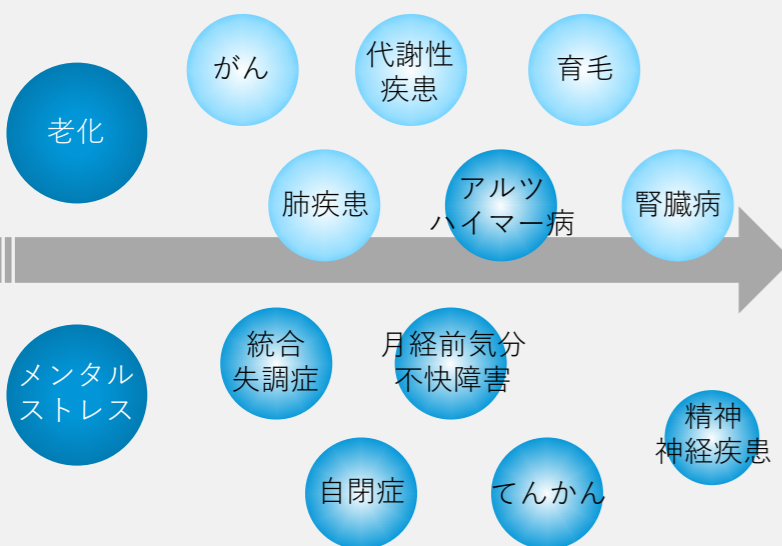 老化
がん
代謝性
疾患
育毛
肺疾患
アルツ
ハイマー病
腎臓病
メンタル
ストレス
統合
失調症
月経前気分
不快障害
精神
神経疾患
自閉症
てんかん